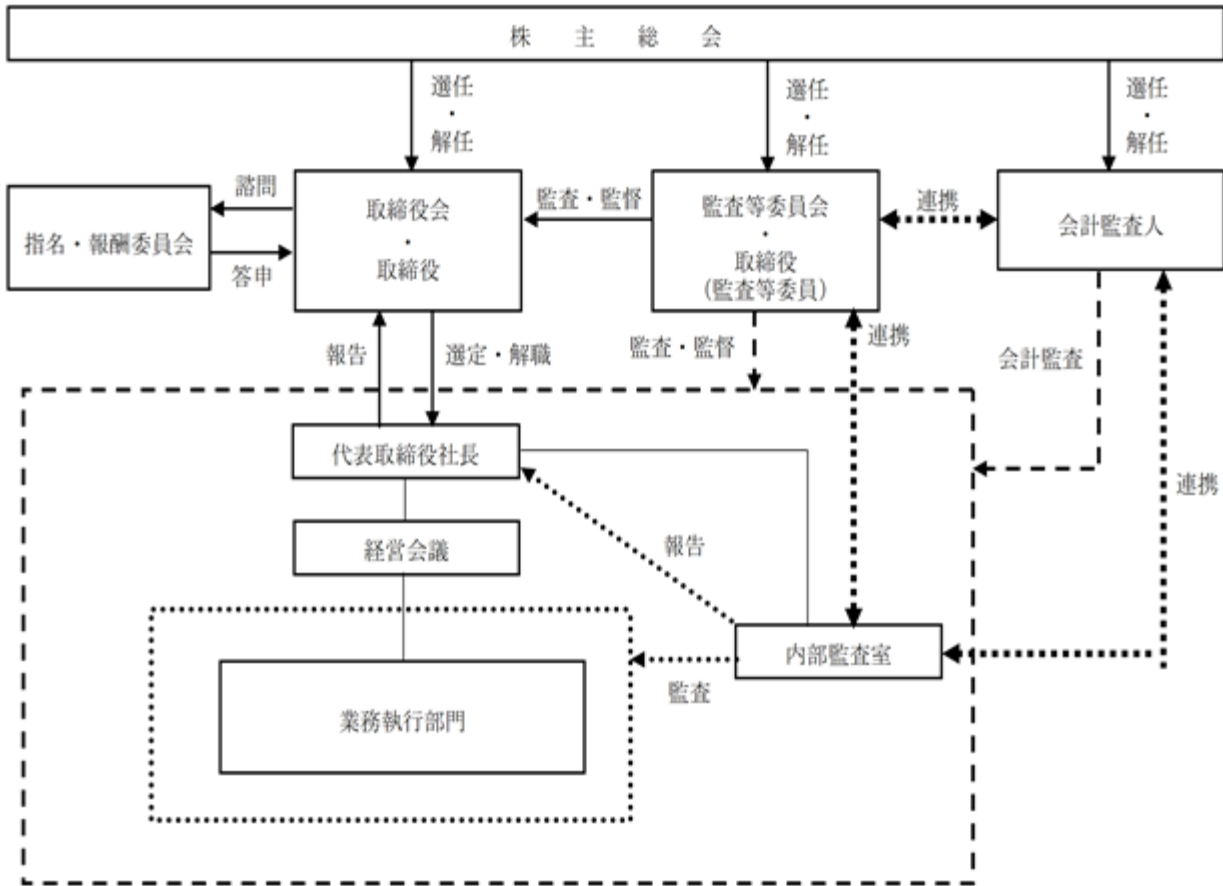 株 主 総 会
選任
・
解任
選任
・
解任
選任
・
解任
諮問
指名・報酬委員会
答申
取締役会
・
取締役
監査・監督
監査等委員会
・
取締役
(監査等委員)
連携
会計監査人
報告
選定・解職
監査・監督
連携
会計監査
代表取締役社長
連携
経営会議
報告
内部監査室
監査
業務執行部門